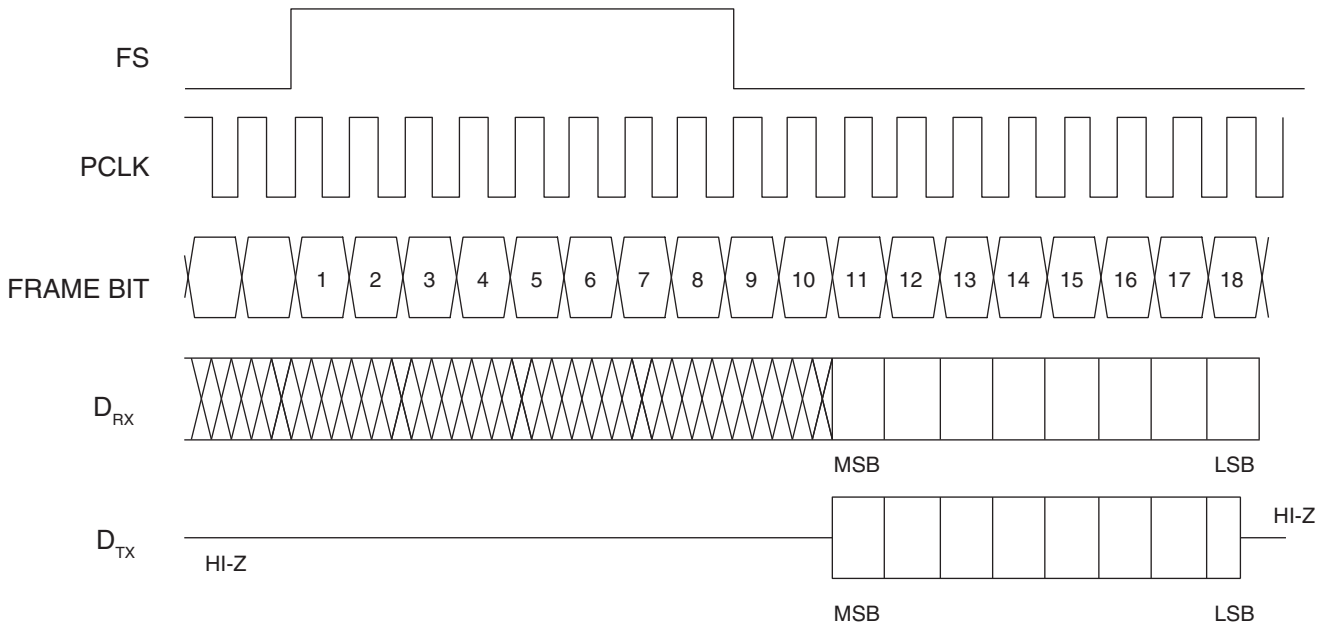 FS
PCLK
FRAME BIT 1 2 3 4 5 6 7 8 9 10 11 12 13 14 15 16 17 18
DRX
MSB LSB
DTX
HI-Z HI-Z
MSB LSB